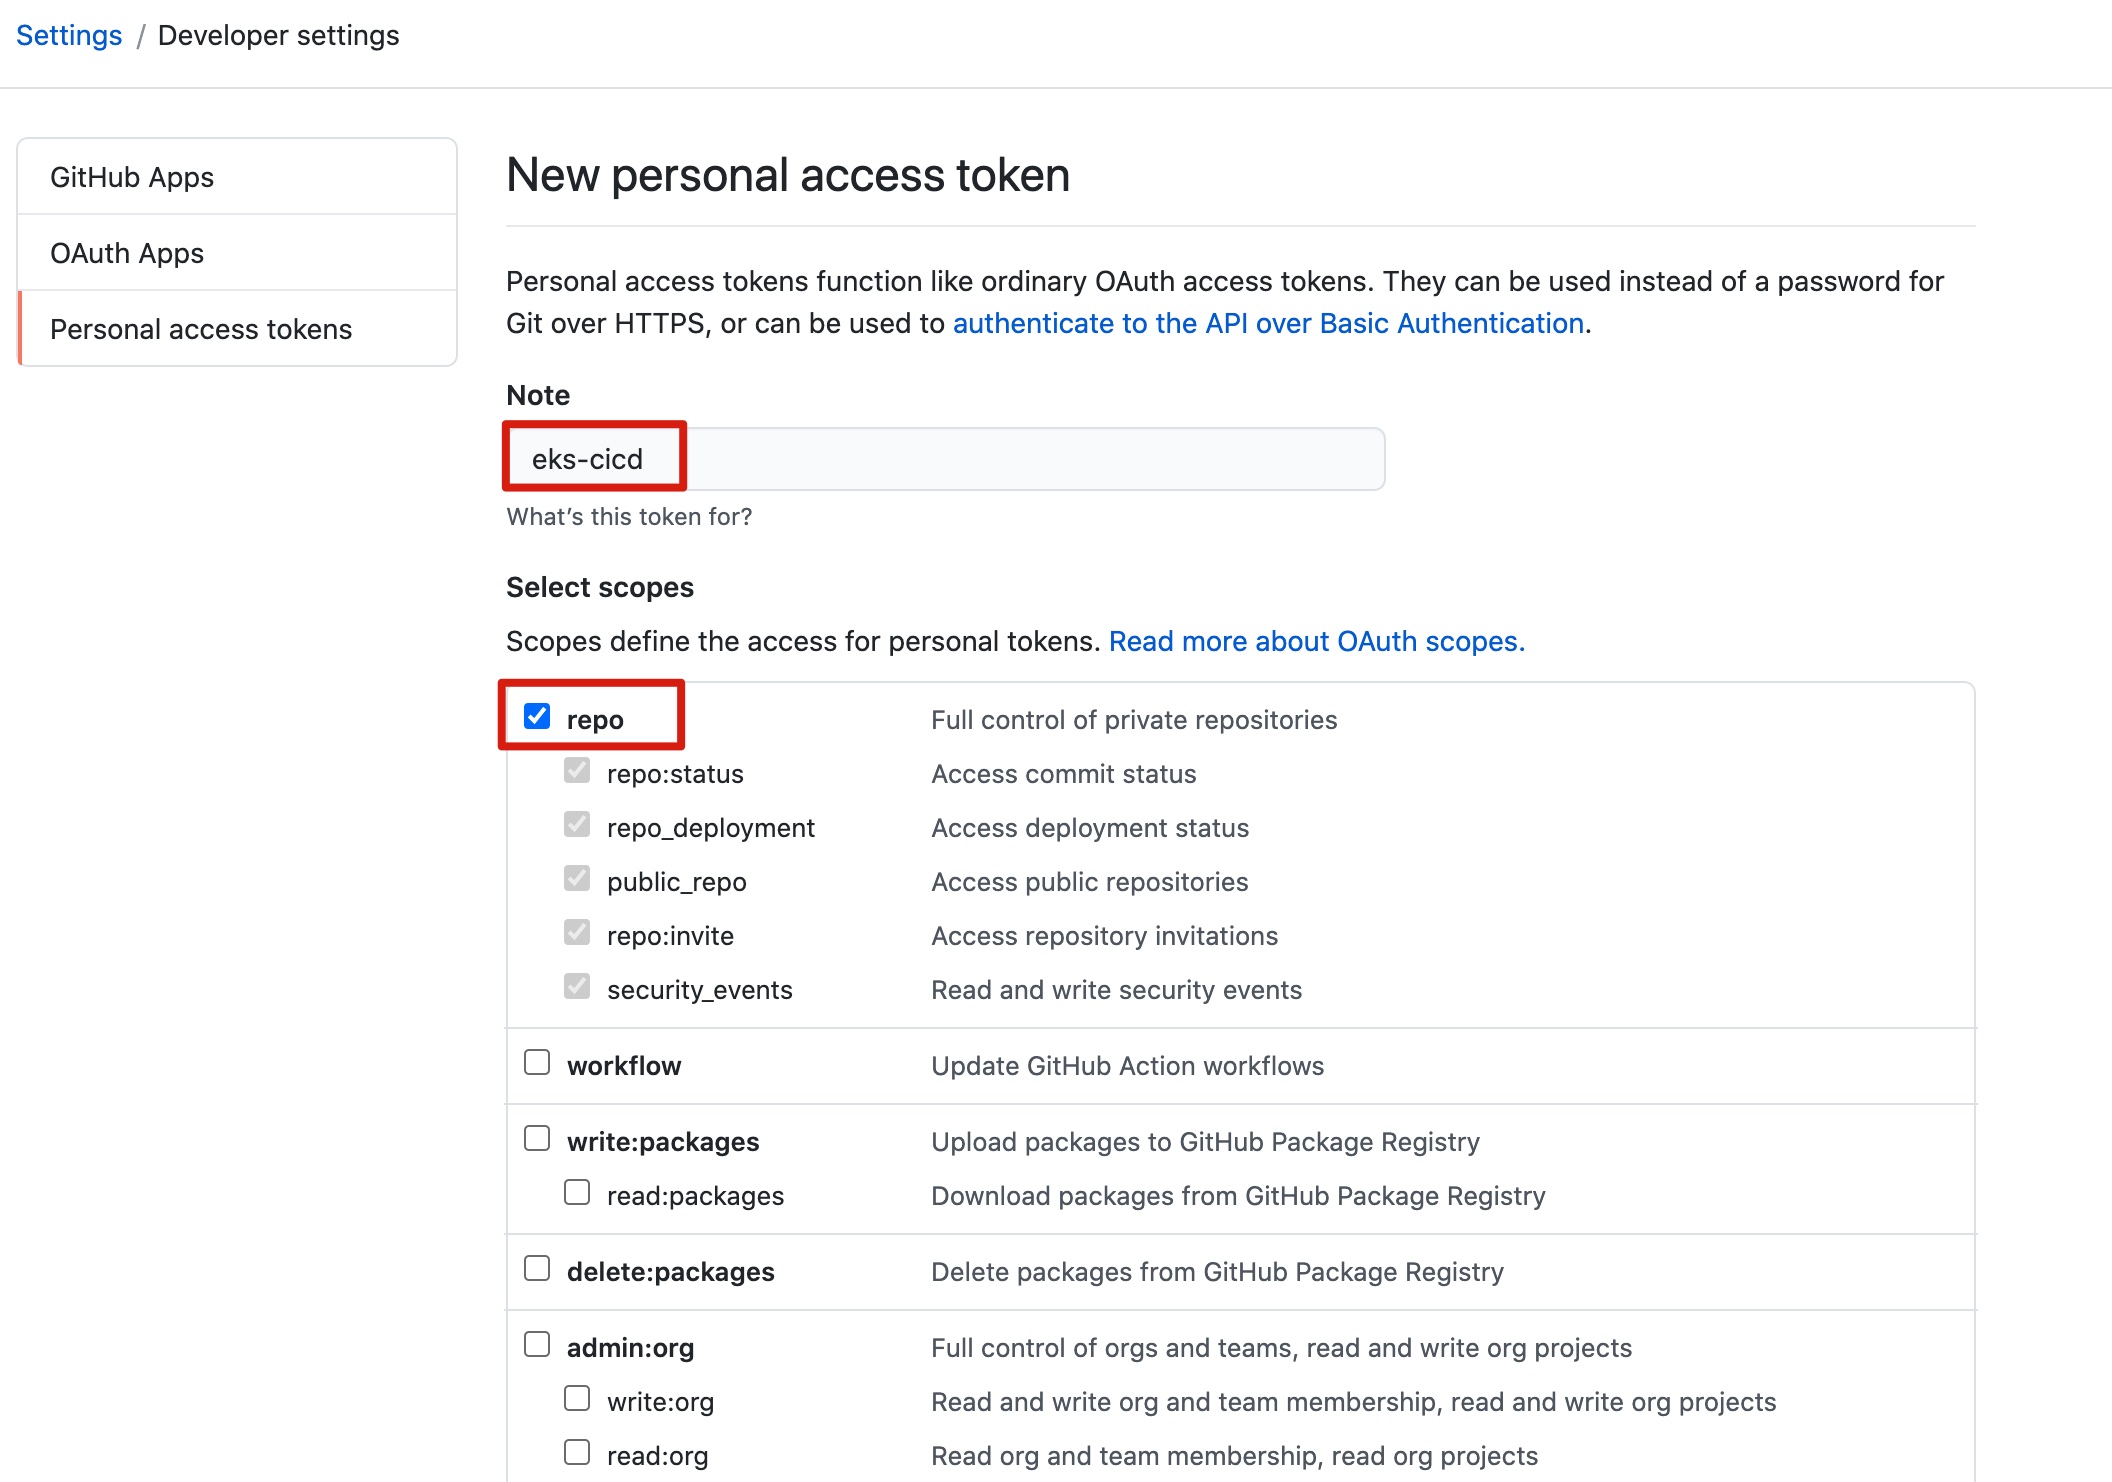 Settings / Developer settings
GitHub Apps
OAuth Apps
Personal access tokens
New personal access token
Personal access tokens function like ordinary OAuth access tokens. They can be used instead of a password for
Git over HTTPS, or can be used to authenticate to the API over Basic Authentication.
Note
eks-cicd
What's this token for?
Select scopes
Scopes define the access for personal tokens. Read more about OAuth scopes.
repo Full control of private repositories
repo:status Access commit status
repo_deployment Access deployment status
public_repo Access public repositories
repo:invite Access repository invitations
security_events Read and write security events
workflow Update GitHub Action workflows
write:packages Upload packages to GitHub Package Registry
read:packages Download packages from GitHub Package Registry
delete:packages Delete packages from GitHub Package Registry
admin:org Full control of orgs and teams, read and write org projects
write:org Read and write org and team membership, read and write org projects
read:org Read org and team membership, read org projects